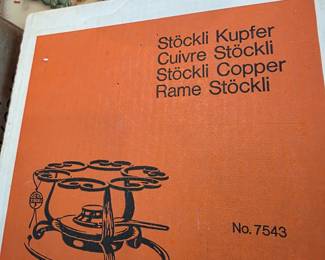 Stöckli Kupfer
Cuivre Stöckli
Stöckli Copper
Rame Stöckli
No. 7543